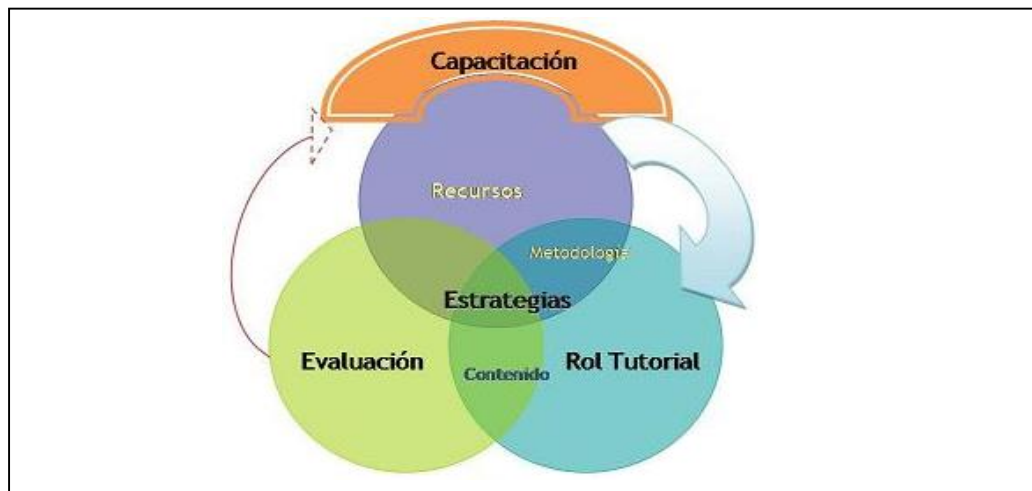 Capacitación
Recursos
Metodología
Estrategias
Evaluación
Rol Tutorial
Contenido